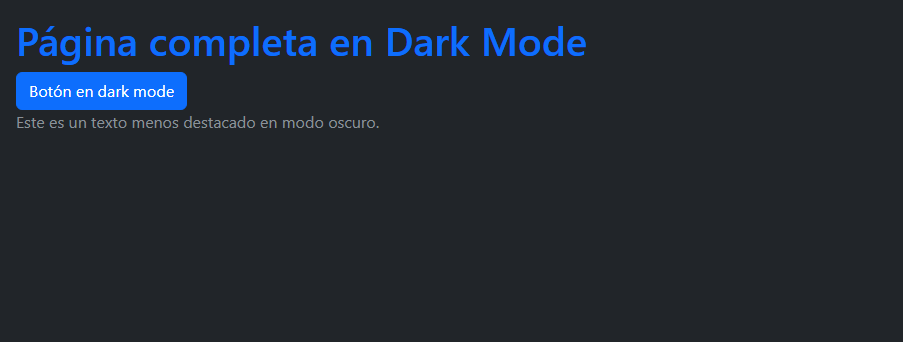 Página completa en Dark Mode
Botón en dark mode
Este es un texto menos destacado en modo oscuro.